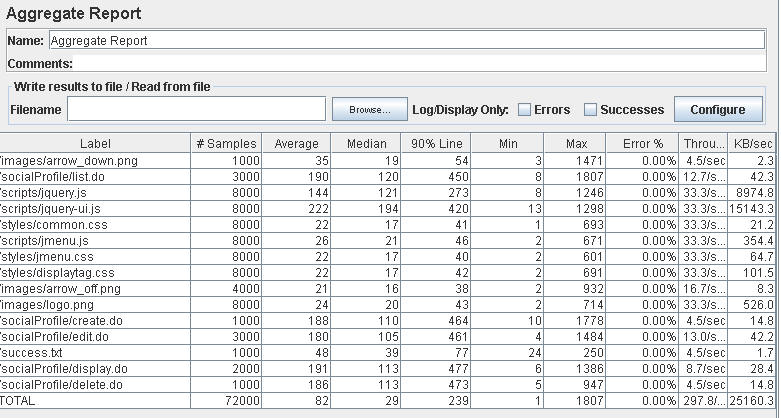 Aggregate Report
Name: Aggregate Report
Comments:
Write results to file / Read from file
Filename Browse... Log/Display Only: Errors Successes Configure
Label # Samples Average Median 90% Line Min Max Error % Throu... KB/sec
/images/arrow_down.png 1000 35 19 54 3 1471 0.00% 4.5/sec 2.3
/socialProfile/list.do 3000 190 120 450 8 1807 0.00% 12.7/s... 42.3
/scripts/jquery.js 8000 144 121 273 8 1246 0.00% 33.3/s... 8974.8
/scripts/jquery-ui.js 8000 222 194 420 13 1298 0.00% 33.3/s... 15143.3
/styles/common.css 8000 22 17 41 1 693 0.00% 33.3/s... 21.2
/scripts/jmenu.js 8000 26 21 46 2 671 0.00% 33.3/s... 354.4
/styles/jmenu.css 8000 22 17 40 2 601 0.00% 33.3/s... 64.7
/styles/displaytag.css 8000 22 17 42 2 691 0.00% 33.3/s... 101.5
/images/arrow_off.png 4000 21 16 38 2 932 0.00% 16.7/s... 8.3
/images/logo.png 8000 24 20 43 2 714 0.00% 33.3/s... 526.0
/socialProfile/create.do 1000 188 110 464 10 1778 0.00% 4.5/sec 14.8
/socialProfile/edit.do 3000 180 105 461 4 1484 0.00% 13.0/s... 42.2
/success.txt 1000 48 39 77 24 250 0.00% 4.5/sec 1.7
/socialProfile/display.do 2000 191 113 477 6 1386 0.00% 8.7/sec 28.4
/socialProfile/delete.do 1000 186 113 473 5 947 0.00% 4.5/sec 14.8
TOTAL 72000 82 29 239 1 1807 0.00% 297.8/... 25160.3